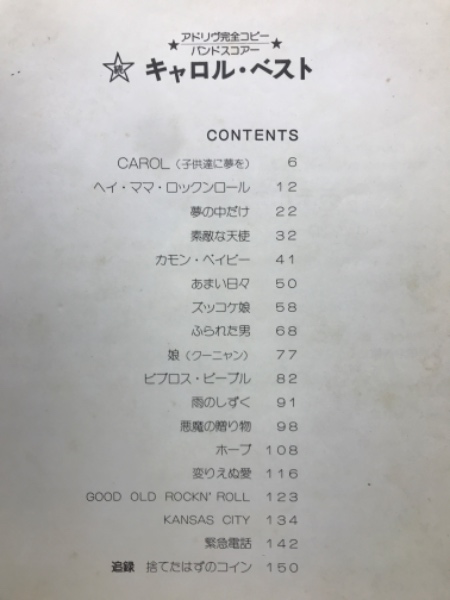 アドリヴ完全コピー
★バンドスコアー★
続 キャロル・ベスト
CONTENTS
CAROL（子供達に夢を） 6
ヘイ・ママ・ロックンロール 12
夢の中だけ 22
素敵な天使 32
カモン・ベイビー 41
あまい日々 50
ズッコケ娘 58
ふられた男 68
娘（クーニャン） 77
ビブロス・ピープル 82
雨のしずく 91
悪魔の贈り物 98
ホープ 108
変りえぬ愛 116
GOOD OLD ROCKN' ROLL 123
KANSAS CITY 134
緊急電話 142
追録 捨てたはずのコイン 150